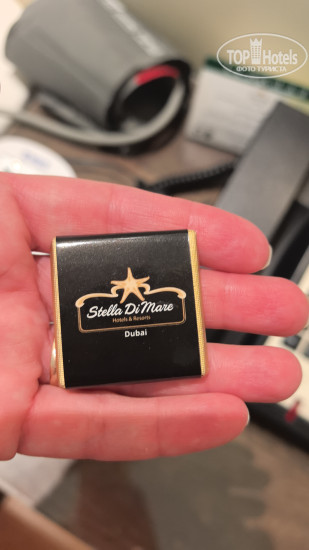 TOP Hotels
ФОТО ТУРИСТА
Stella Di Mare
Hotels & Resorts
Dubai